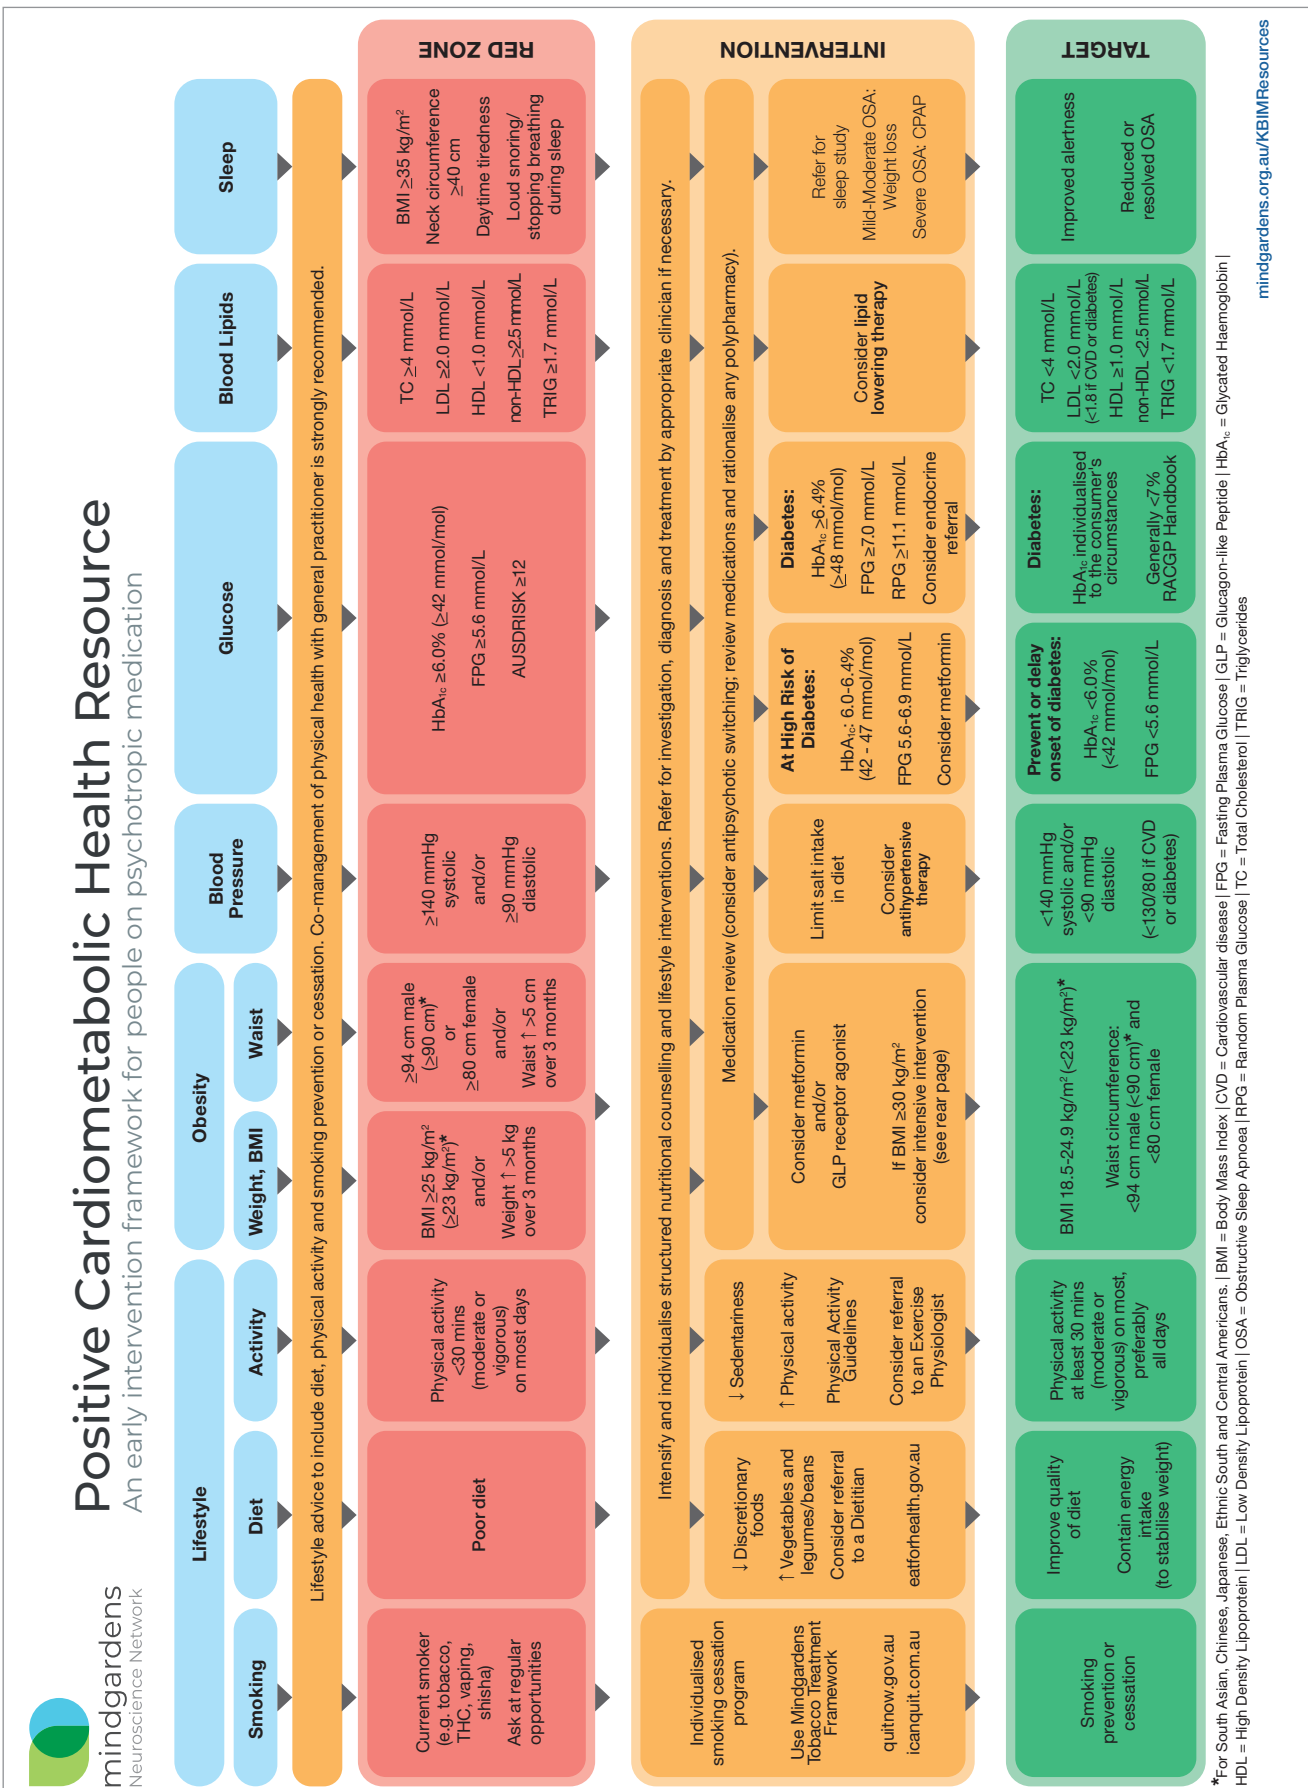 mindgardens
Neuroscience Network
Positive Cardiometabolic Health Resource
An early intervention framework for people on psychotropic medication
Lifestyle
Obesity
Blood
Pressure
Glucose
Blood Lipids
Sleep
Smoking
Diet
Activity
Weight, BMI
Waist
Lifestyle advice to include diet, physical activity and smoking prevention or cessation. Co-management of physical health with general practitioner is strongly recommended.
RED ZONE
Current smoker
(e.g. tobacco,
THC, vaping,
shisha)
Ask at regular
opportunities
Poor diet
Physical activity
<30 mins
(moderate or
vigorous)
on most days
BMI ≥25 kg/m²
(≥23 kg/m²)*
and/or
Weight ↑ >5 kg
over 3 months
≥94 cm male
(≥90 cm)*
or
≥80 cm female
and/or
Waist ↑ >5 cm
over 3 months
≥140 mmHg
systolic
and/or
≥90 mmHg
diastolic
HbA1c ≥6.0% (≥42 mmol/mol)
FPG ≥5.6 mmol/L
AUSDRISK ≥12
TC ≥4 mmol/L
LDL ≥2.0 mmol/L
HDL <1.0 mmol/L
non-HDL≥2.5 mmol/L
TRIG ≥1.7 mmol/L
BMI ≥35 kg/m²
Neck circumference
≥40 cm
Daytime tiredness
Loud snoring/
stopping breathing
during sleep
INTERVENTION
Intensify and individualise structured nutritional counselling and lifestyle interventions. Refer for investigation, diagnosis and treatment by appropriate clinician if necessary.
Medication review (consider antipsychotic switching; review medications and rationalise any polypharmacy).
Individualised
smoking cessation
program
Use Mindgardens
Tobacco Treatment
Framework
quitnow.gov.au
icanquit.com.au
↓ Discretionary
foods
↑ Vegetables and
legumes/beans
Consider referral
to a Dietitian
eatforhealth.gov.au
↓ Sedentariness
↑ Physical activity
Physical Activity
Guidelines
Consider referral
to an Exercise
Physiologist
Consider metformin
and/or
GLP receptor agonist
If BMI ≥30 kg/m²
consider intensive intervention
(see rear page)
Limit salt intake
in diet
Consider
antihypertensive
therapy
At High Risk of
Diabetes:
HbA1c: 6.0-6.4%
(42 - 47 mmol/mol)
FPG 5.6-6.9 mmol/L
Consider metformin
Diabetes:
HbA1c ≥6.4%
(≥48 mmol/mol)
FPG ≥7.0 mmol/L
RPG ≥11.1 mmol/L
Consider endocrine
referral
Consider lipid
lowering therapy
Refer for
sleep study
Mild-Moderate OSA:
Weight loss
Severe OSA: CPAP
TARGET
Smoking
prevention or
cessation
Improve quality
of diet
Contain energy
intake
(to stabilise weight)
Physical activity
at least 30 mins
(moderate or
vigorous) on most,
preferably
all days
BMI 18.5-24.9 kg/m² (<23 kg/m²)*
Waist circumference:
<94 cm male (<90 cm)* and
<80 cm female
<140 mmHg
systolic and/or
<90 mmHg
diastolic
(<130/80 if CVD
or diabetes)
Prevent or delay
onset of diabetes:
HbA1c <6.0%
(<42 mmol/mol)
FPG <5.6 mmol/L
Diabetes:
HbA1c individualised
to the consumer's
circumstances
Generally <7%
RACGP Handbook
TC <4 mmol/L
LDL <2.0 mmol/L
(<1.8 if CVD or diabetes)
HDL ≥1.0 mmol/L
non-HDL <2.5 mmol/L
TRIG <1.7 mmol/L
Improved alertness
Reduced or
resolved OSA
*For South Asian, Chinese, Japanese, Ethnic South and Central Americans. | BMI = Body Mass Index | CVD = Cardiovascular disease | FPG = Fasting Plasma Glucose | GLP = Glucagon-like Peptide | HbA1c = Glycated Haemoglobin |
HDL = High Density Lipoprotein | LDL = Low Density Lipoprotein | OSA = Obstructive Sleep Apnoea | RPG = Random Plasma Glucose | TC = Total Cholesterol | TRIG = Triglycerides
mindgardens.org.au/KBIMResources